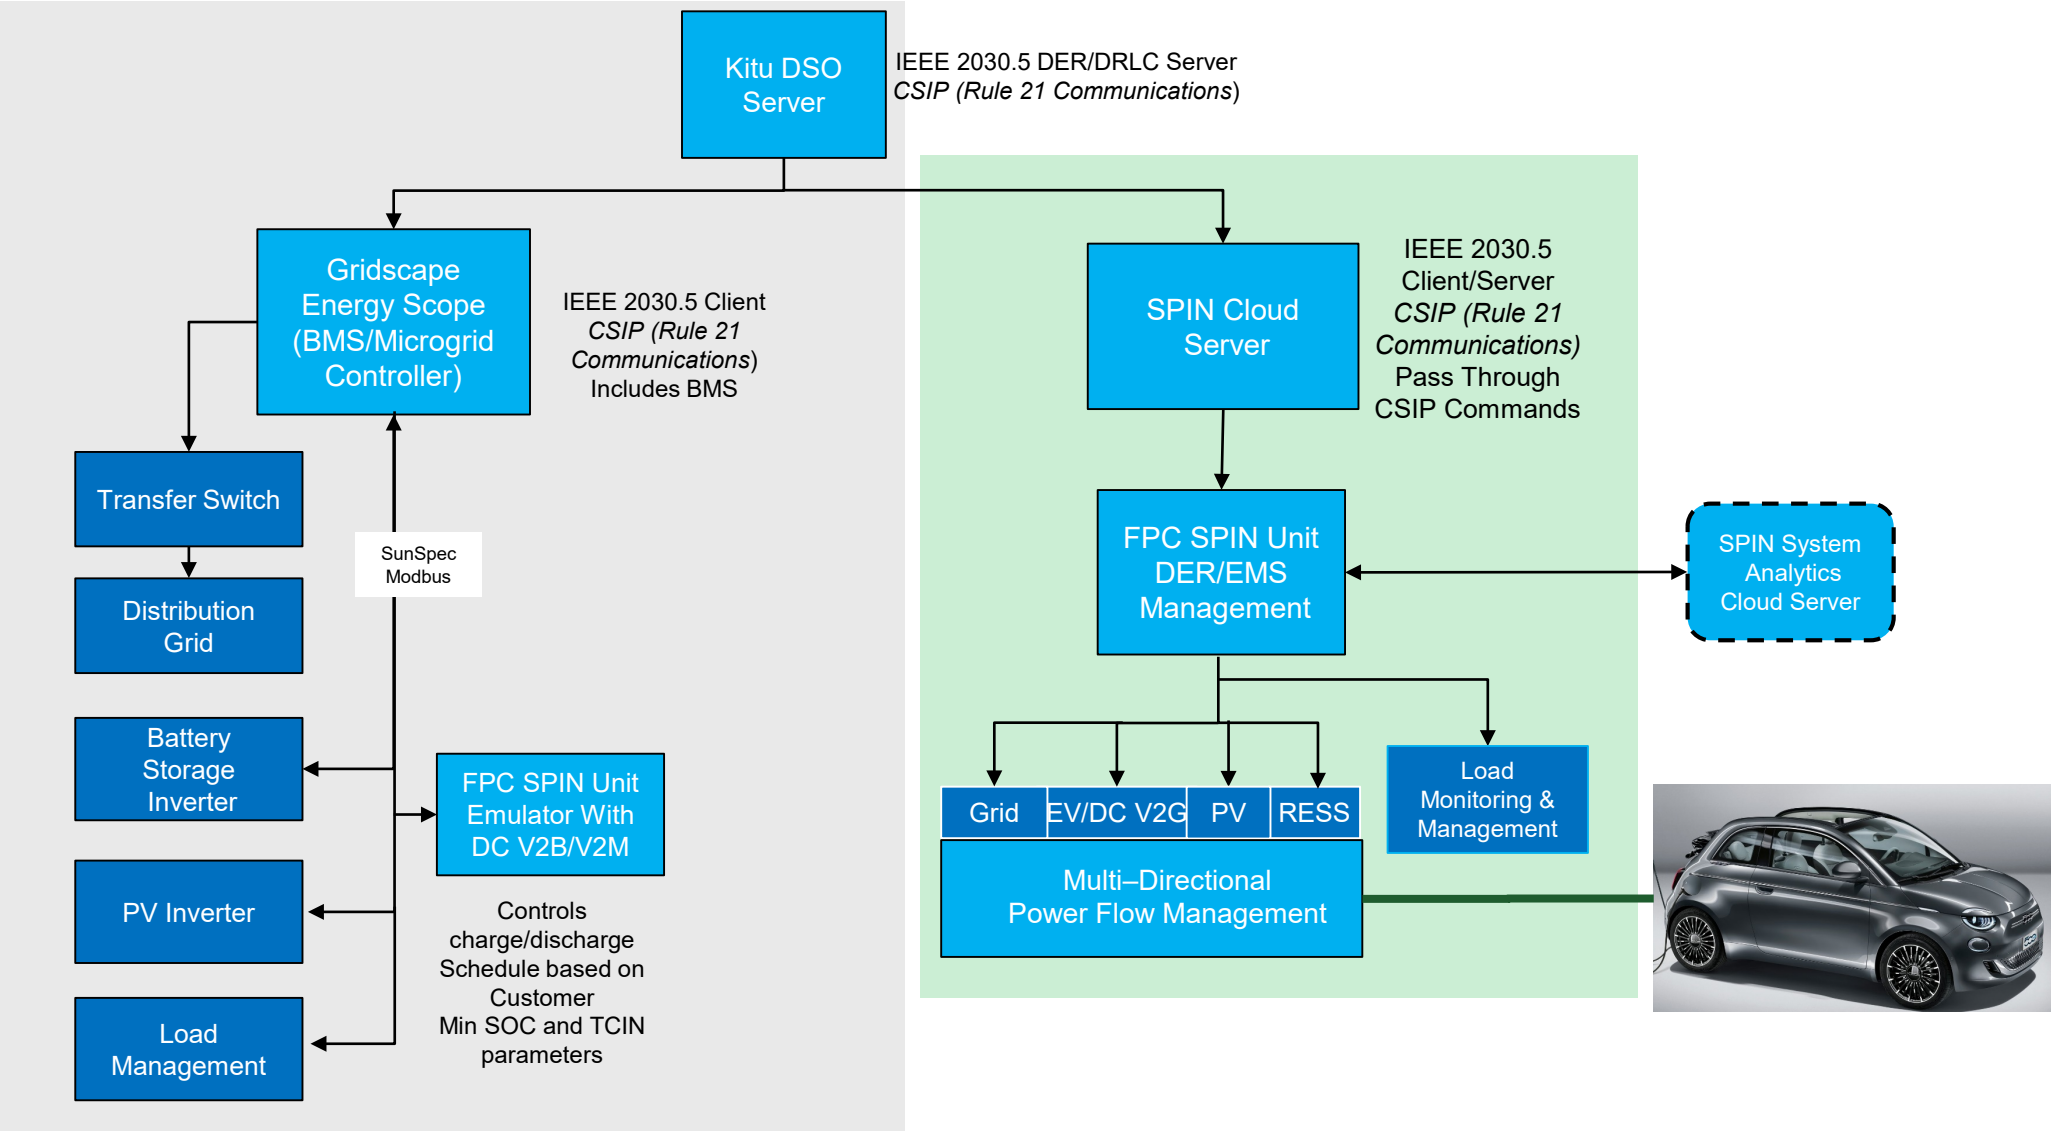 Kitu DSO
Server
IEEE 2030.5 DER/DRLC Server
CSIP (Rule 21 Communications)
Gridscape
Energy Scope
(BMS/Microgrid
Controller)
IEEE 2030.5 Client
CSIP (Rule 21
Communications)
Includes BMS
Transfer Switch
Distribution
Grid
SunSpec
Modbus
Battery
Storage
Inverter
PV Inverter
Load
Management
FPC SPIN Unit
Emulator With
DC V2B/V2M
Controls
charge/discharge
Schedule based on
Customer
Min SOC and TCIN
parameters
SPIN Cloud
Server
IEEE 2030.5
Client/Server
CSIP (Rule 21
Communications)
Pass Through
CSIP Commands
FPC SPIN Unit
DER/EMS
Management
SPIN System
Analytics
Cloud Server
Grid
EV/DC V2G
PV
RESS
Load
Monitoring &
Management
Multi–Directional
Power Flow Management